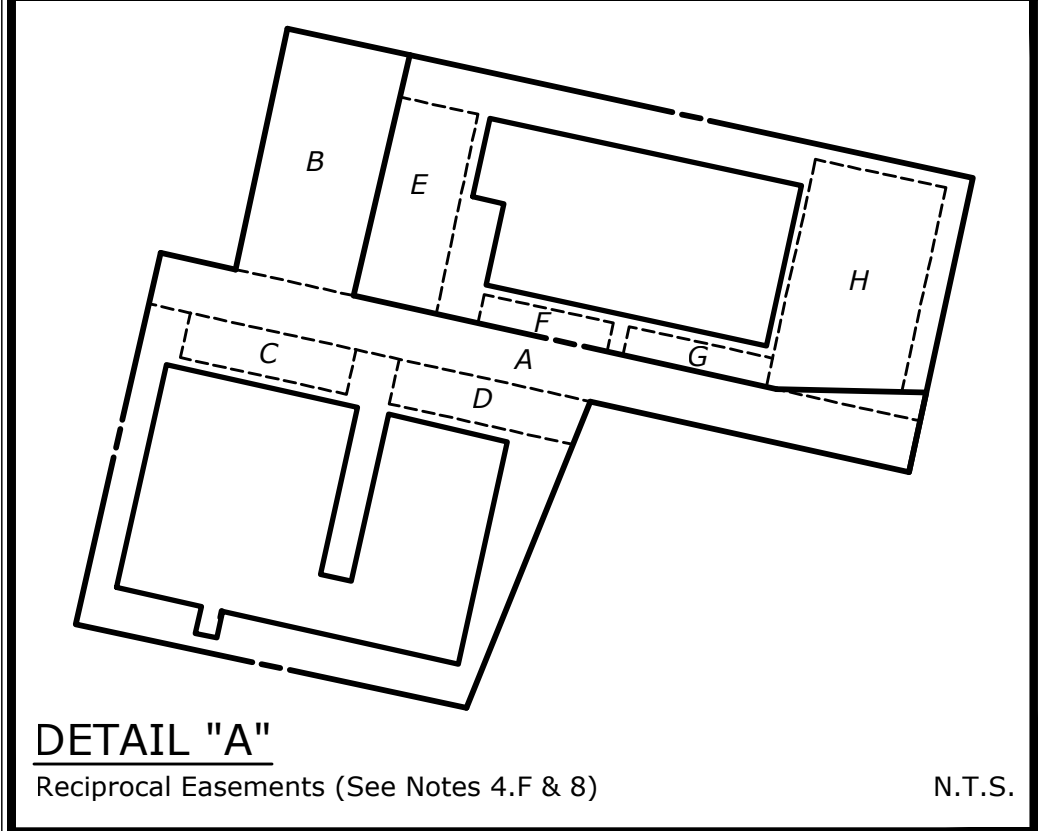 B
E
H
F
G
A
C
D
DETAIL "A"
Reciprocal Easements (See Notes 4.F & 8)
N.T.S.